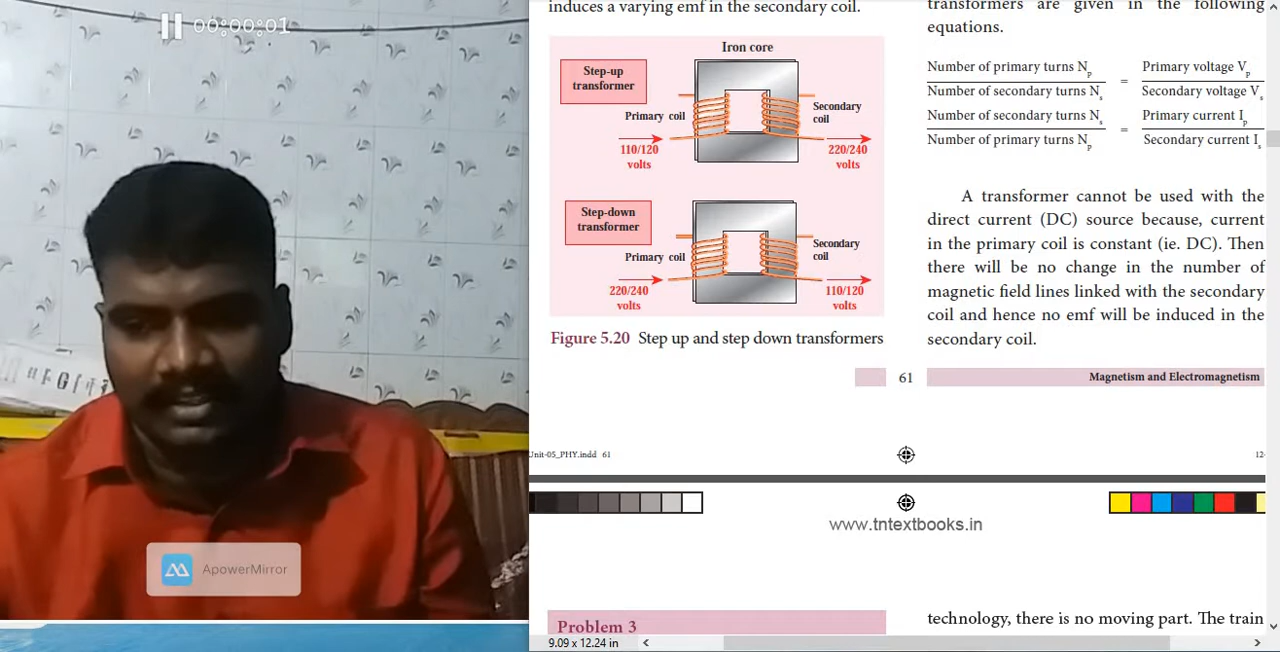 00:00:01
ApowerMirror
induces a varying emf in the secondary coil.
Iron core
Step-up
transformer
Primary coil
Secondary
coil
110/120
volts
220/240
volts
Step-down
transformer
Primary coil
Secondary
coil
220/240
volts
110/120
volts
Figure 5.20 Step up and step down transformers
transformers are given in the following
equations.
Number of primary turns Np
Number of secondary turns Ns
=
Primary voltage Vp
Secondary voltage Vs
Number of secondary turns Ns
Number of primary turns Np
=
Primary current Ip
Secondary current Is
A transformer cannot be used with the
direct current (DC) source because, current
in the primary coil is constant (ie. DC). Then
there will be no change in the number of
magnetic field lines linked with the secondary
coil and hence no emf will be induced in the
secondary coil.
61
Magnetism and Electromagnetism
Unit-05_PHY.indd 61
12-
www.tntextbooks.in
Problem 3
technology, there is no moving part. The train
9.09 x 12.24 in